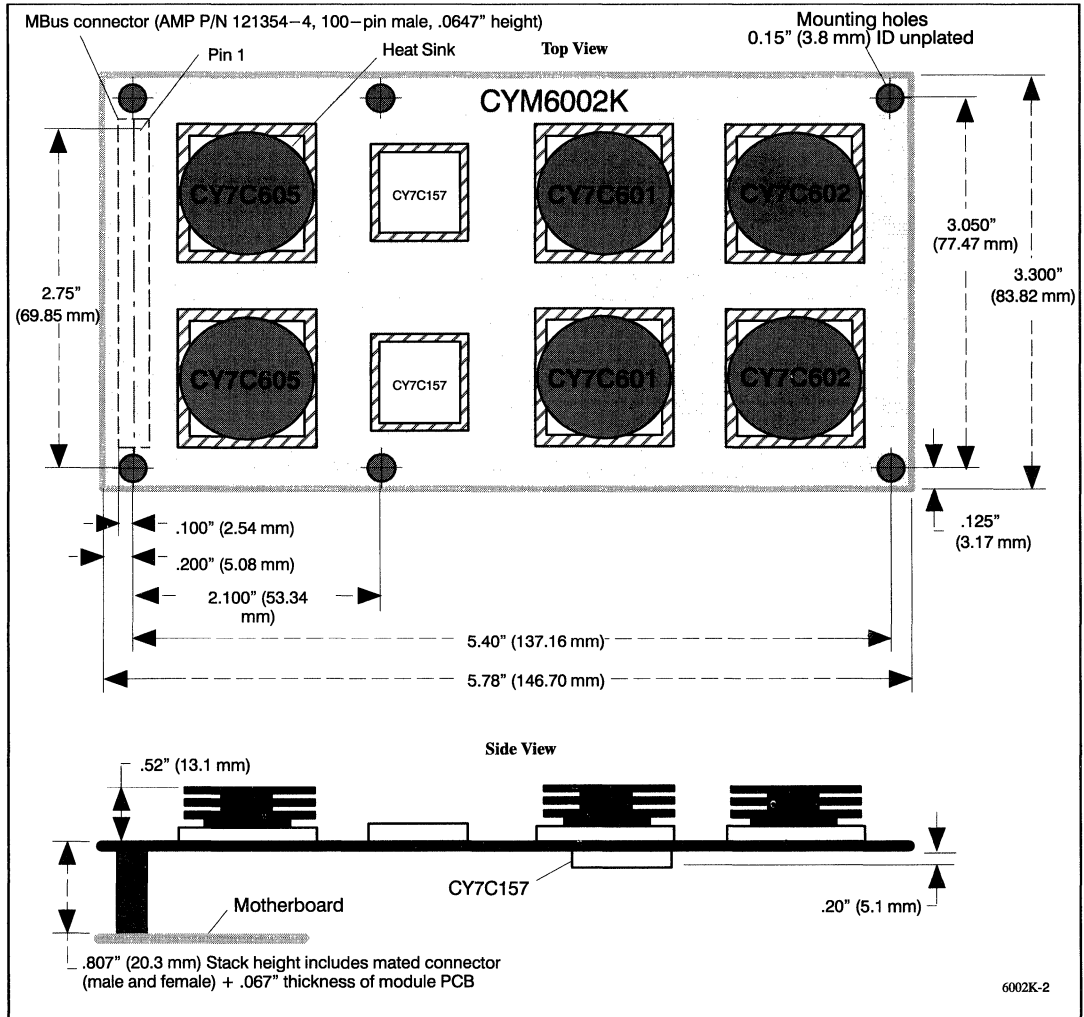 MBus connector (AMP P/N 121354–4, 100-pin male, .0647” height)
Mounting holes
0.15” (3.8 mm) ID unplated
Pin 1
Heat Sink
Top View
CYM6002K
CY7C605
CY7C157
CY7C601
CY7C602
3.050”
(77.47 mm)
3.300”
(83.82 mm)
2.75”
(69.85 mm)
CY7C605
CY7C157
CY7C601
CY7C602
.100” (2.54 mm)
.125”
(3.17 mm)
.200” (5.08 mm)
2.100” (53.34
mm)
5.40” (137.16 mm)
5.78” (146.70 mm)
Side View
.52” (13.1 mm)
CY7C157
.20” (5.1 mm)
Motherboard
.807” (20.3 mm) Stack height includes mated connector
(male and female) + .067” thickness of module PCB
6002K-2